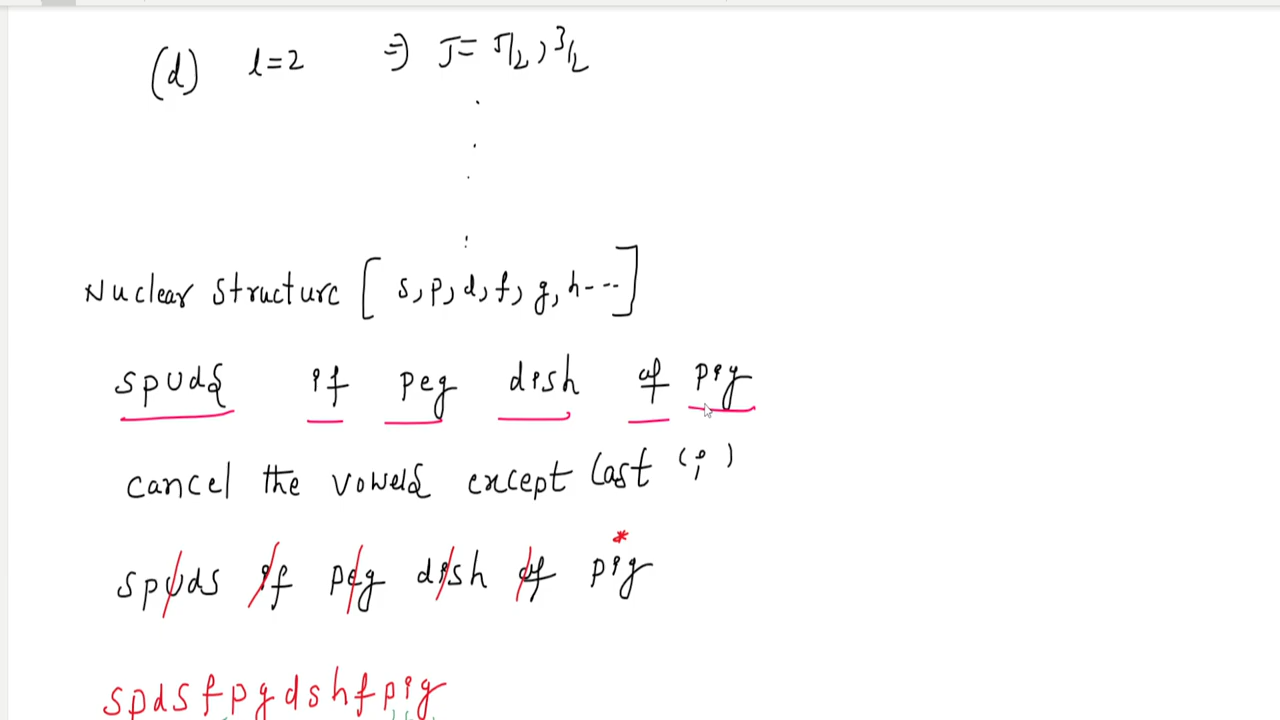 (d) l=2 ⇒ J= 5/2, 3/2
Nuclear structure [ s, p, d, f, g, h--- ]
spuds if peg dish of pig
cancel the vowels except last (i)
spuds if peg dish of pig
spdsfpgdshfpig